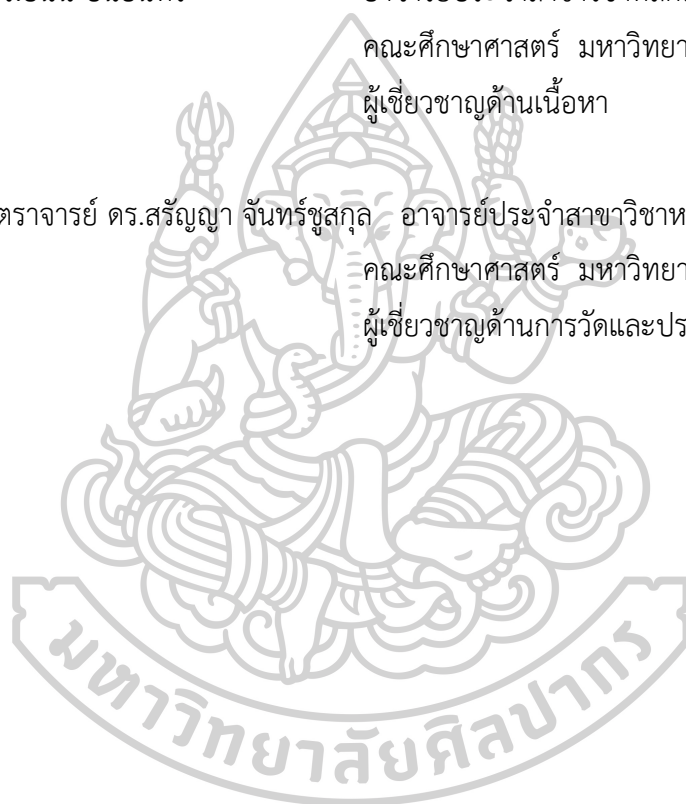 คณะศึกษาศาสตร์ มหาวิทยา
ผู้เชี่ยวชาญด้านเนื้อหา
ตราจารย์ ดร.สรัญญา จันทร์ชูสกุล อาจารย์ประจำสาขาวิชาห
คณะศึกษาศาสตร์ มหาวิทยา
ผู้เชี่ยวชาญด้านการวัดและประ
มหาวิทยาลัยศิลปากร